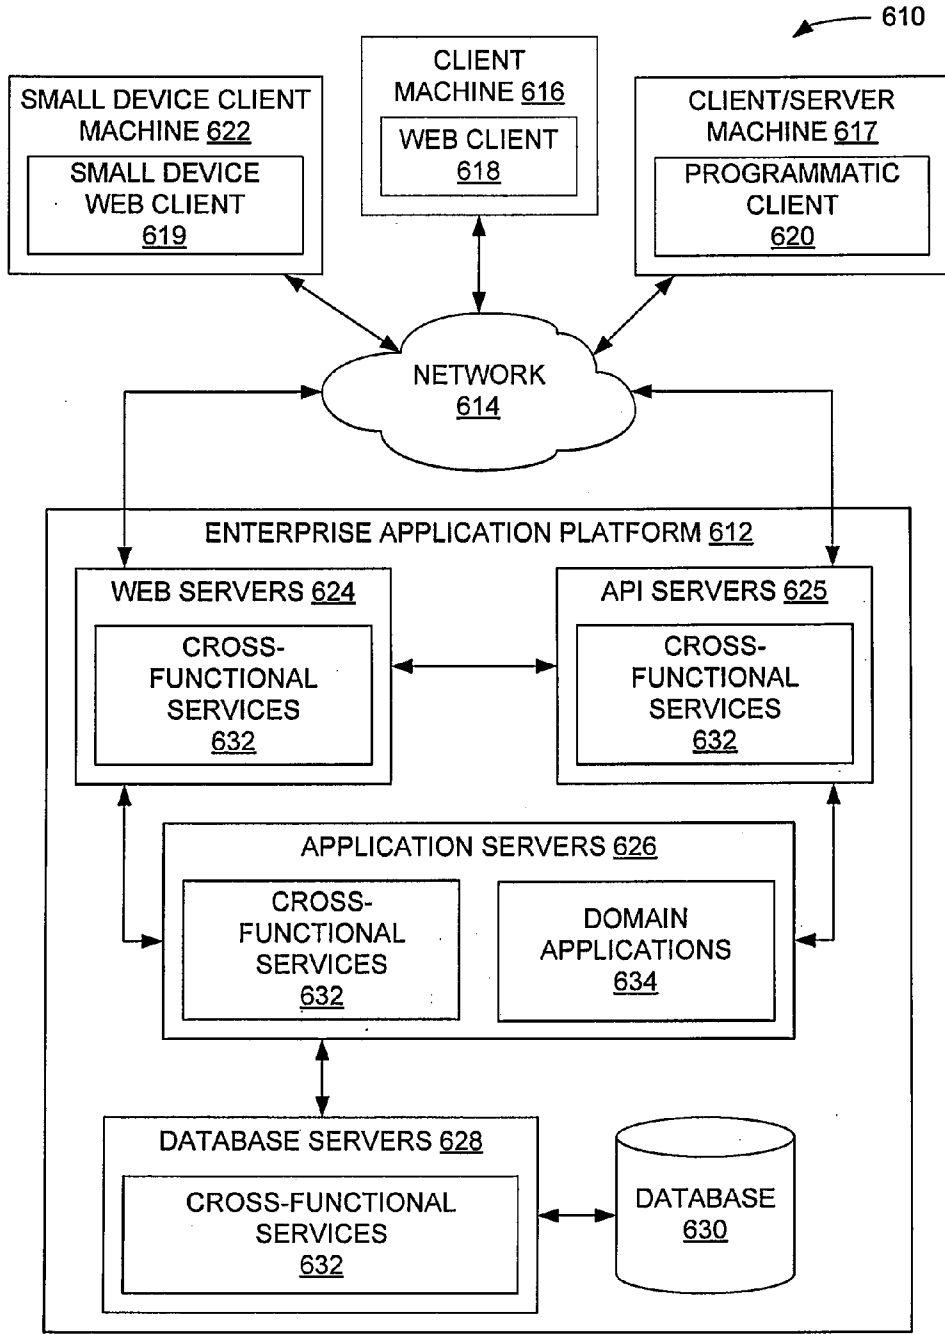 610
SMALL DEVICE CLIENT
MACHINE 622
SMALL DEVICE
WEB CLIENT
619
CLIENT
MACHINE 616
WEB CLIENT
618
CLIENT/SERVER
MACHINE 617
PROGRAMMATIC
CLIENT
620
NETWORK
614
ENTERPRISE APPLICATION PLATFORM 612
WEB SERVERS 624
CROSS-
FUNCTIONAL
SERVICES
632
API SERVERS 625
CROSS-
FUNCTIONAL
SERVICES
632
APPLICATION SERVERS 626
CROSS-
FUNCTIONAL
SERVICES
632
DOMAIN
APPLICATIONS
634
DATABASE SERVERS 628
CROSS-FUNCTIONAL
SERVICES
632
DATABASE
630